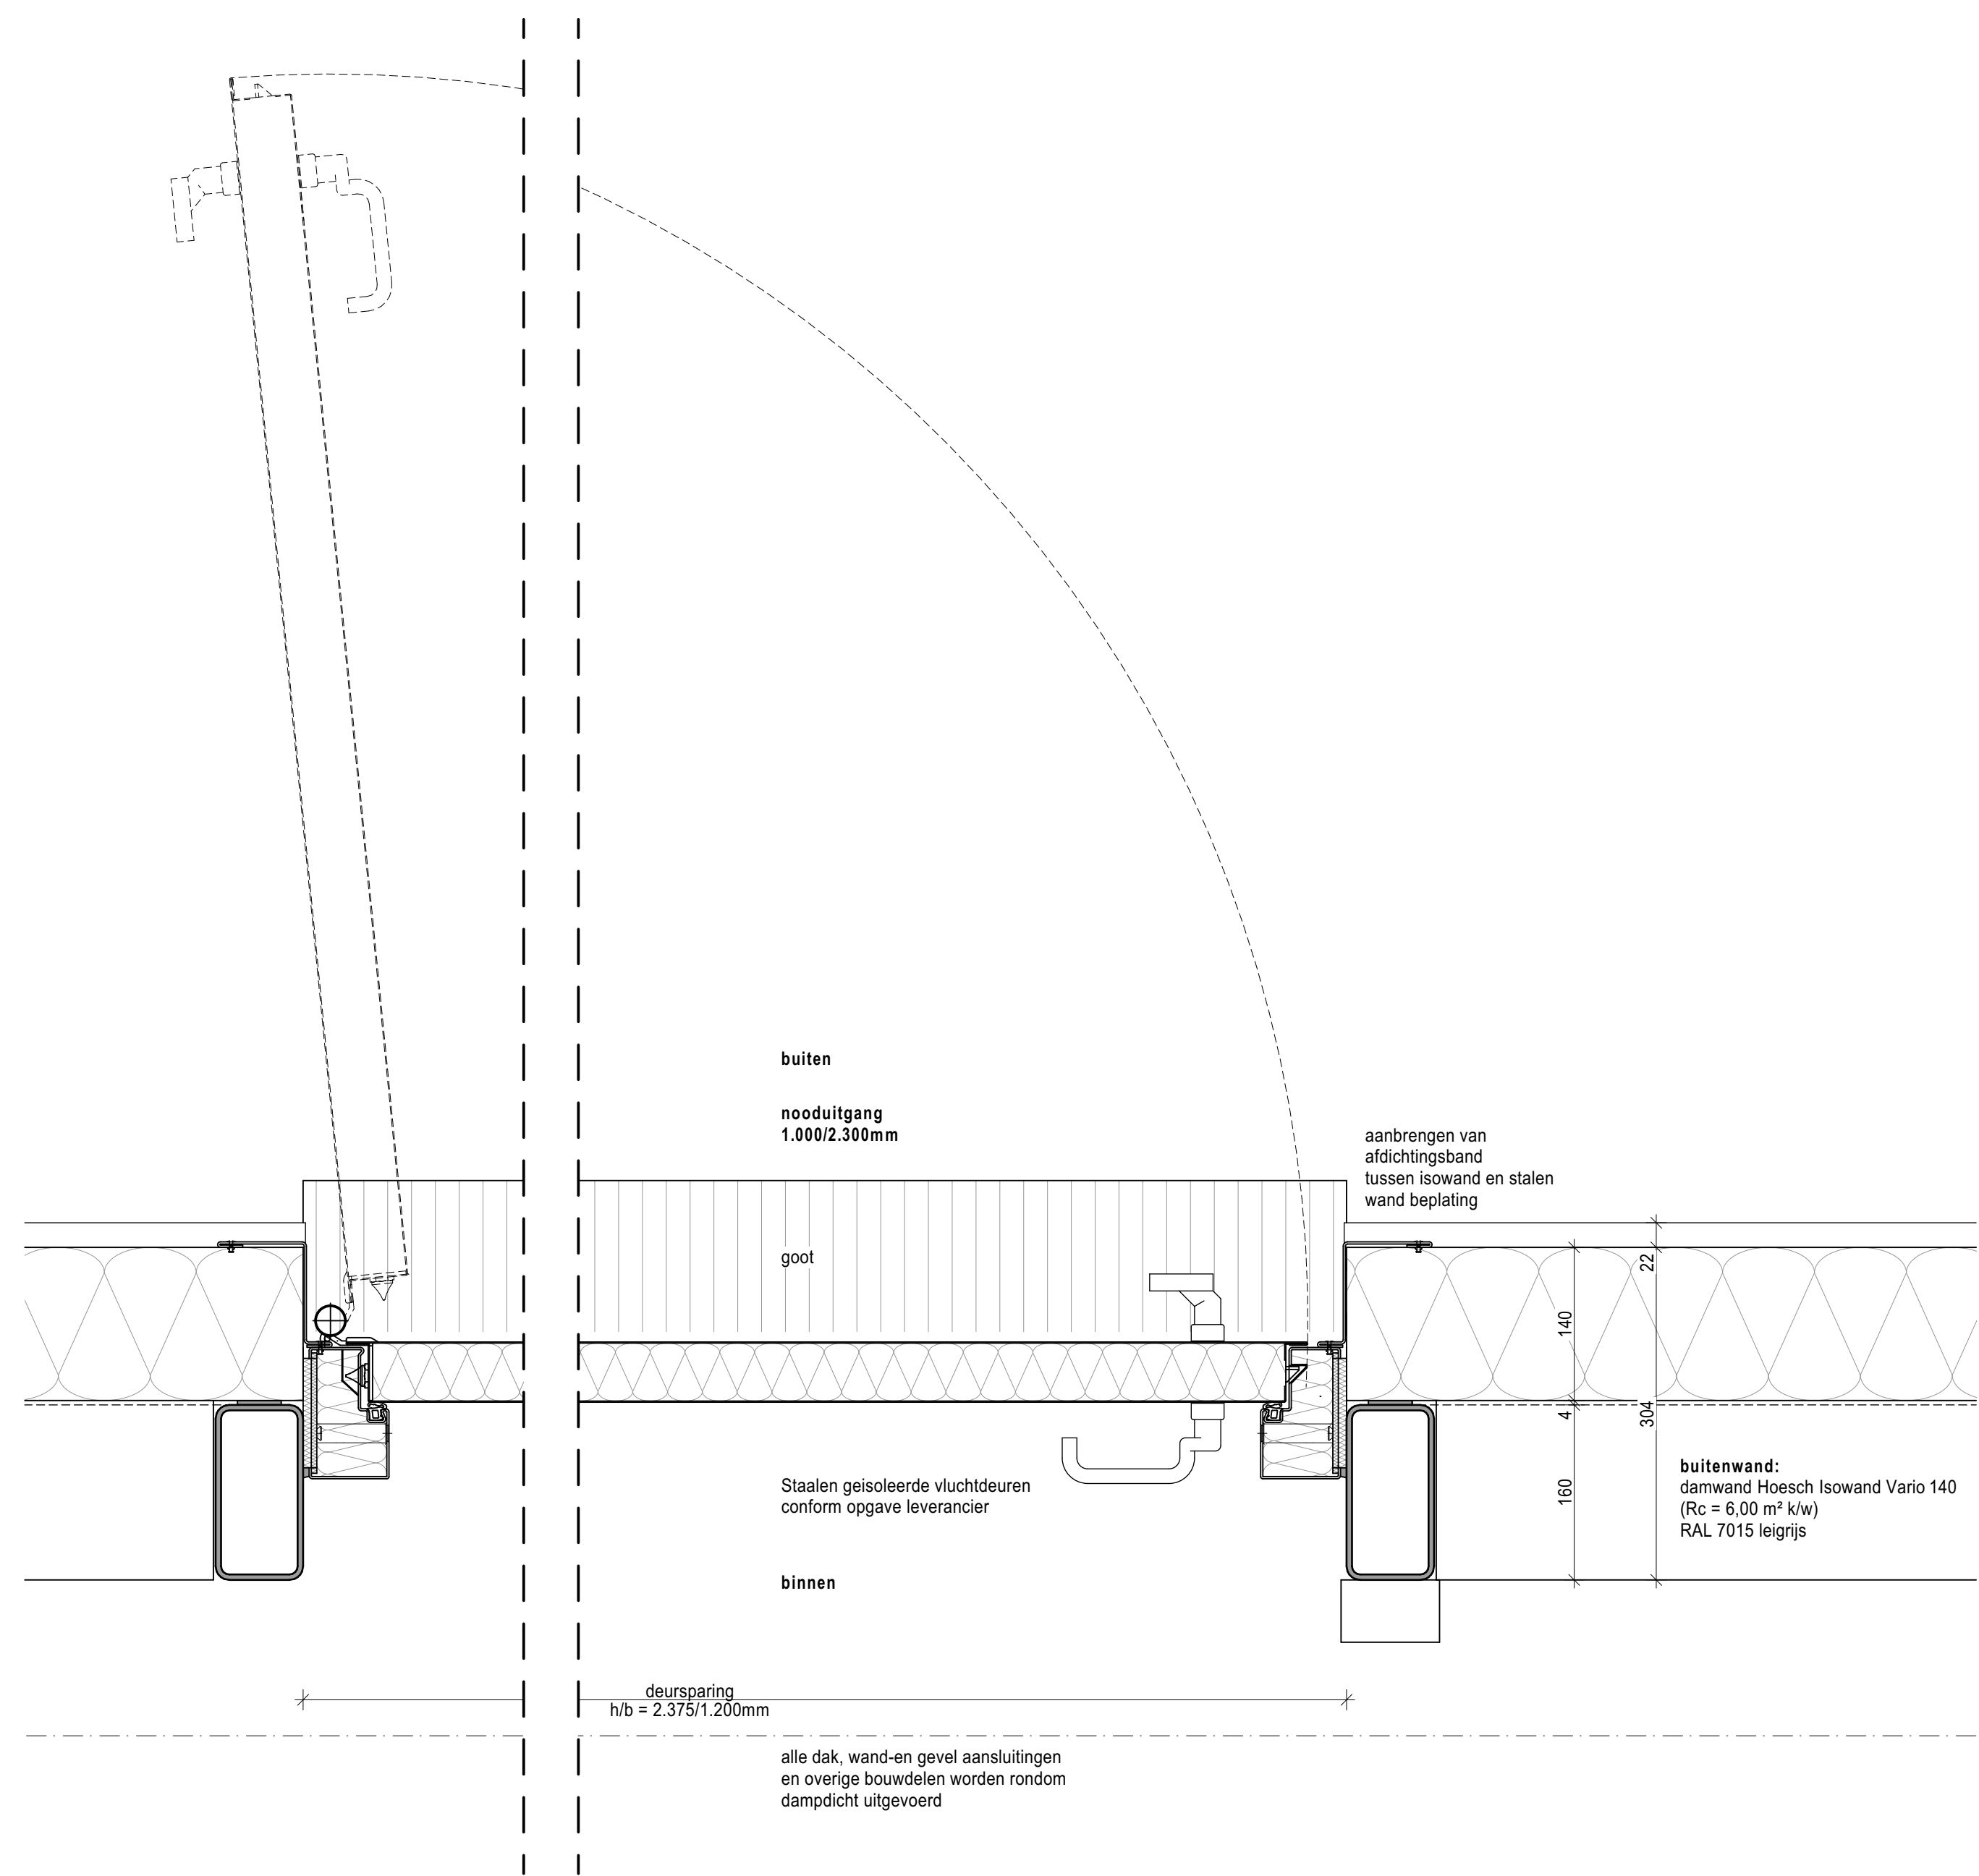 buiten
nooduitgang
1.000/2.300mm
aanbrengen van
afdichtingsband
tussen isowand en stalen
wand beplating
goot
22
140
304
4
160
Staalen geisoleerde vluchtdeuren
conform opgave leverancier
buitenwand:
damwand Hoesch Isowand Vario 140
(Rc = 6,00 m² k/w)
RAL 7015 leigrijs
binnen
deursparing
h/b = 2.375/1.200mm
alle dak, wand-en gevel aansluitingen
en overige bouwdelen worden rondom
dampdicht uitgevoerd